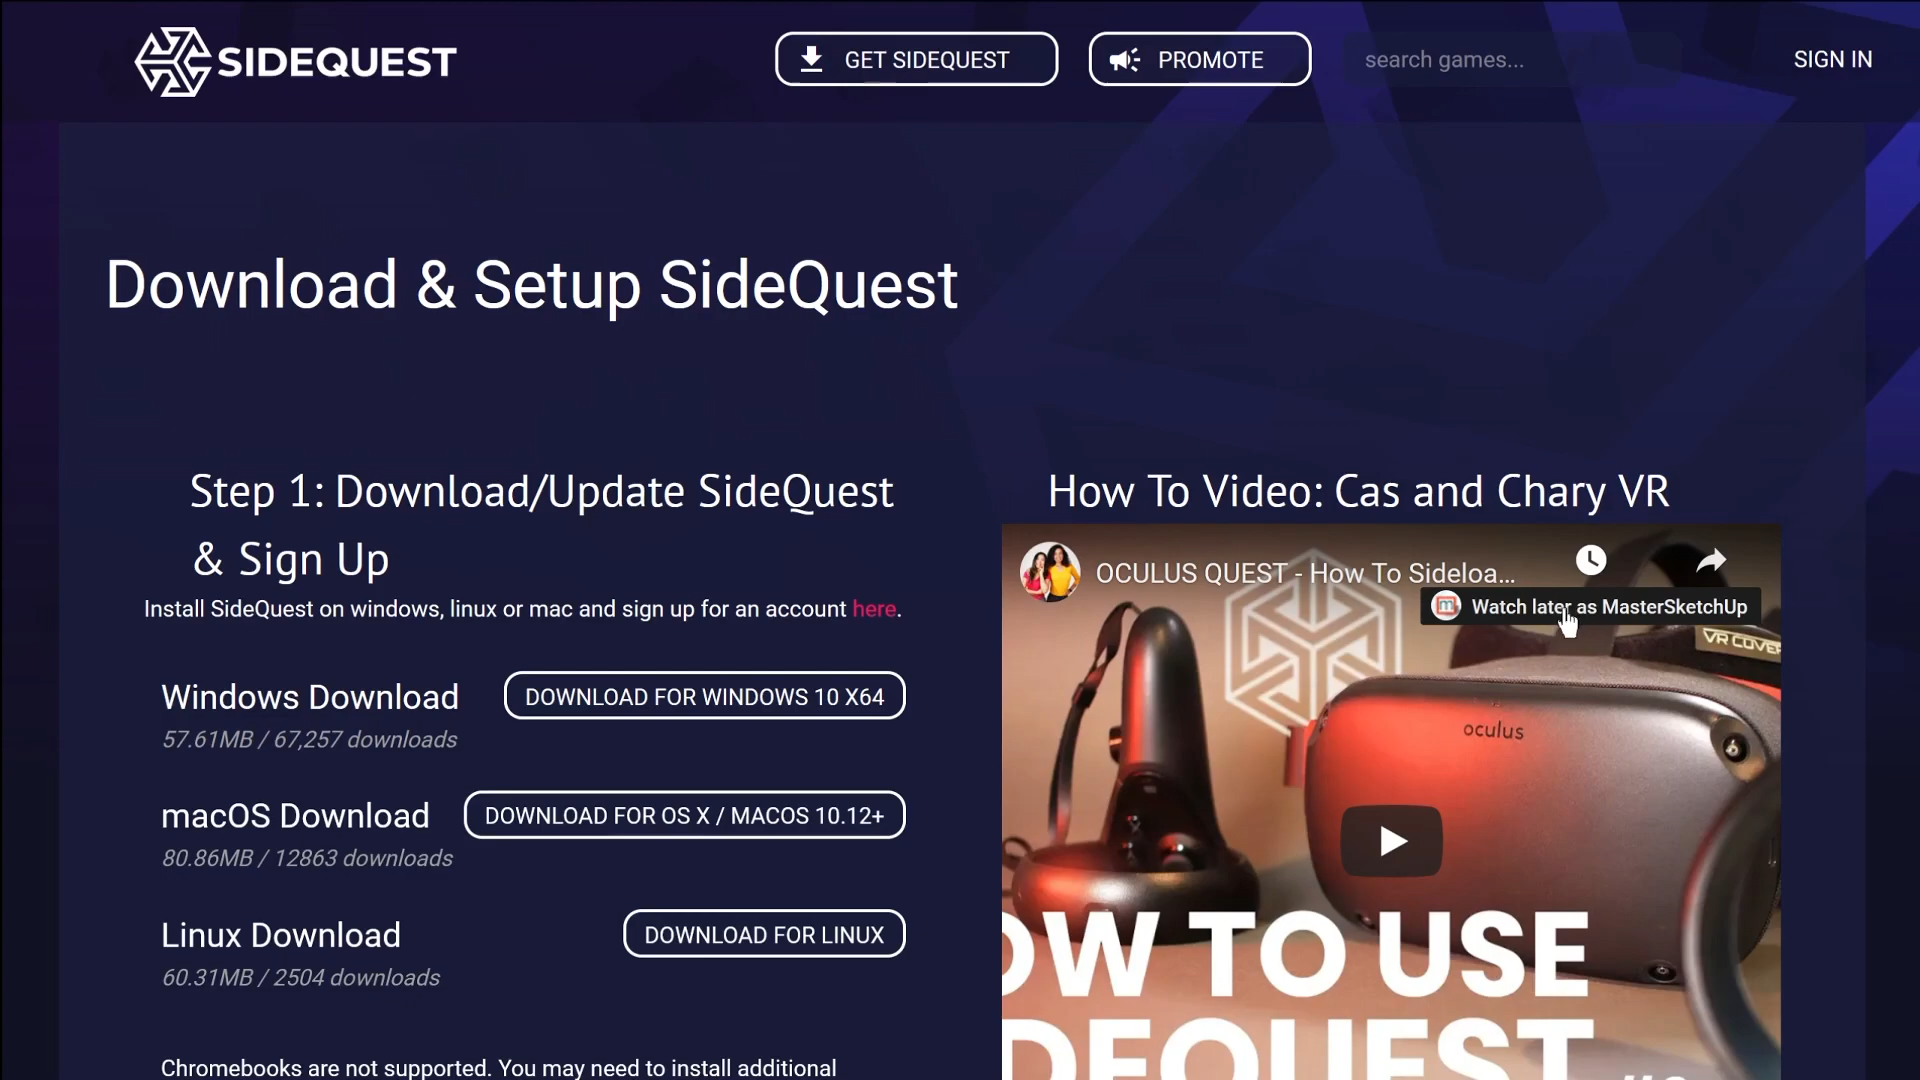 SIDEQUEST
GET SIDEQUEST
PROMOTE
search games...
SIGN IN
Download & Setup SideQuest
Step 1: Download/Update SideQuest
& Sign Up
Install SideQuest on windows, linux or mac and sign up for an account here.
Windows Download
DOWNLOAD FOR WINDOWS 10 X64
57.61MB / 67,257 downloads
macOS Download
DOWNLOAD FOR OS X / MACOS 10.12+
80.86MB / 12863 downloads
Linux Download
DOWNLOAD FOR LINUX
60.31MB / 2504 downloads
Chromebooks are not supported. You may need to install additional
How To Video: Cas and Chary VR
OCULUS QUEST - How To Sideloa...
m Watch later as MasterSketchUp
VR COVER
oculus
OW TO USE
DEQUEST